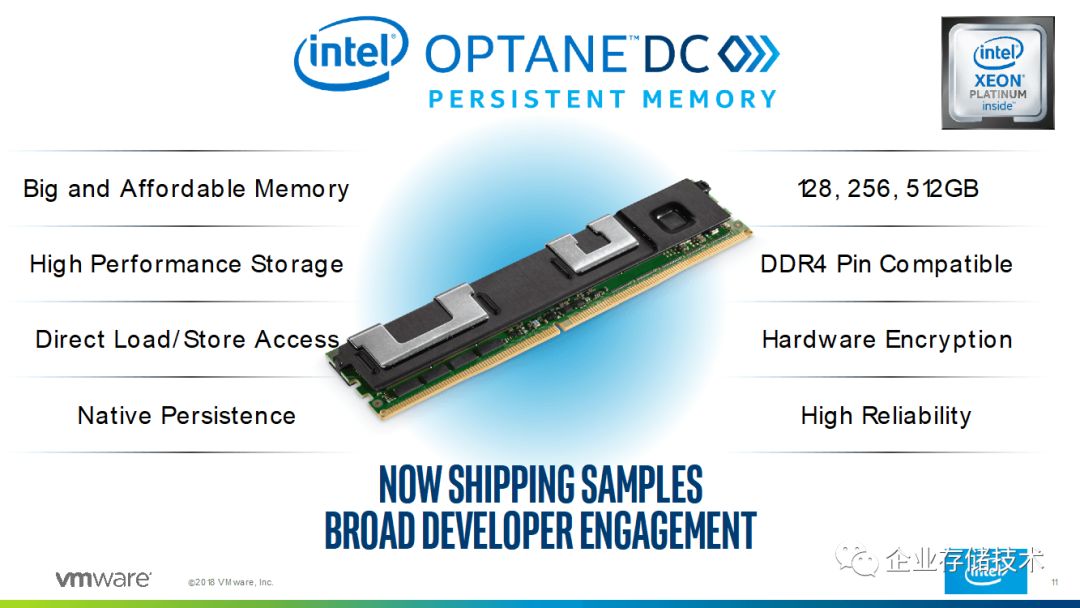 intel OPTANE™ DC
PERSISTENT MEMORY
intel
XEON
PLATINUM
inside™
Big and Affordable Memory
High Performance Storage
Direct Load/Store Access
Native Persistence
128, 256, 512GB
DDR4 Pin Compatible
Hardware Encryption
High Reliability
NOW SHIPPING SAMPLES
BROAD DEVELOPER ENGAGEMENT
vmware®
©2018 VMware, Inc.
企业存储技术
intel
11